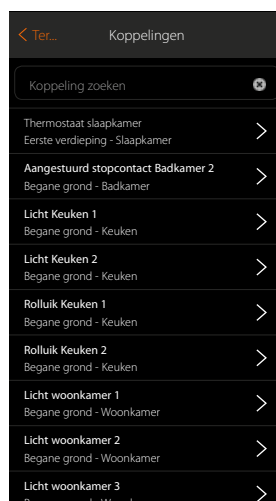 Ter... Koppelingen
Koppeling zoeken
Thermostaat slaapkamer
Eerste verdieping - Slaapkamer
Aangestuurd stopcontact Badkamer 2
Begane grond - Badkamer
Licht Keuken 1
Begane grond - Keuken
Licht Keuken 2
Begane grond - Keuken
Rolluik Keuken 1
Begane grond - Keuken
Rolluik Keuken 2
Begane grond - Keuken
Licht woonkamer 1
Begane grond - Woonkamer
Licht woonkamer 2
Begane grond - Woonkamer
Licht woonkamer 3